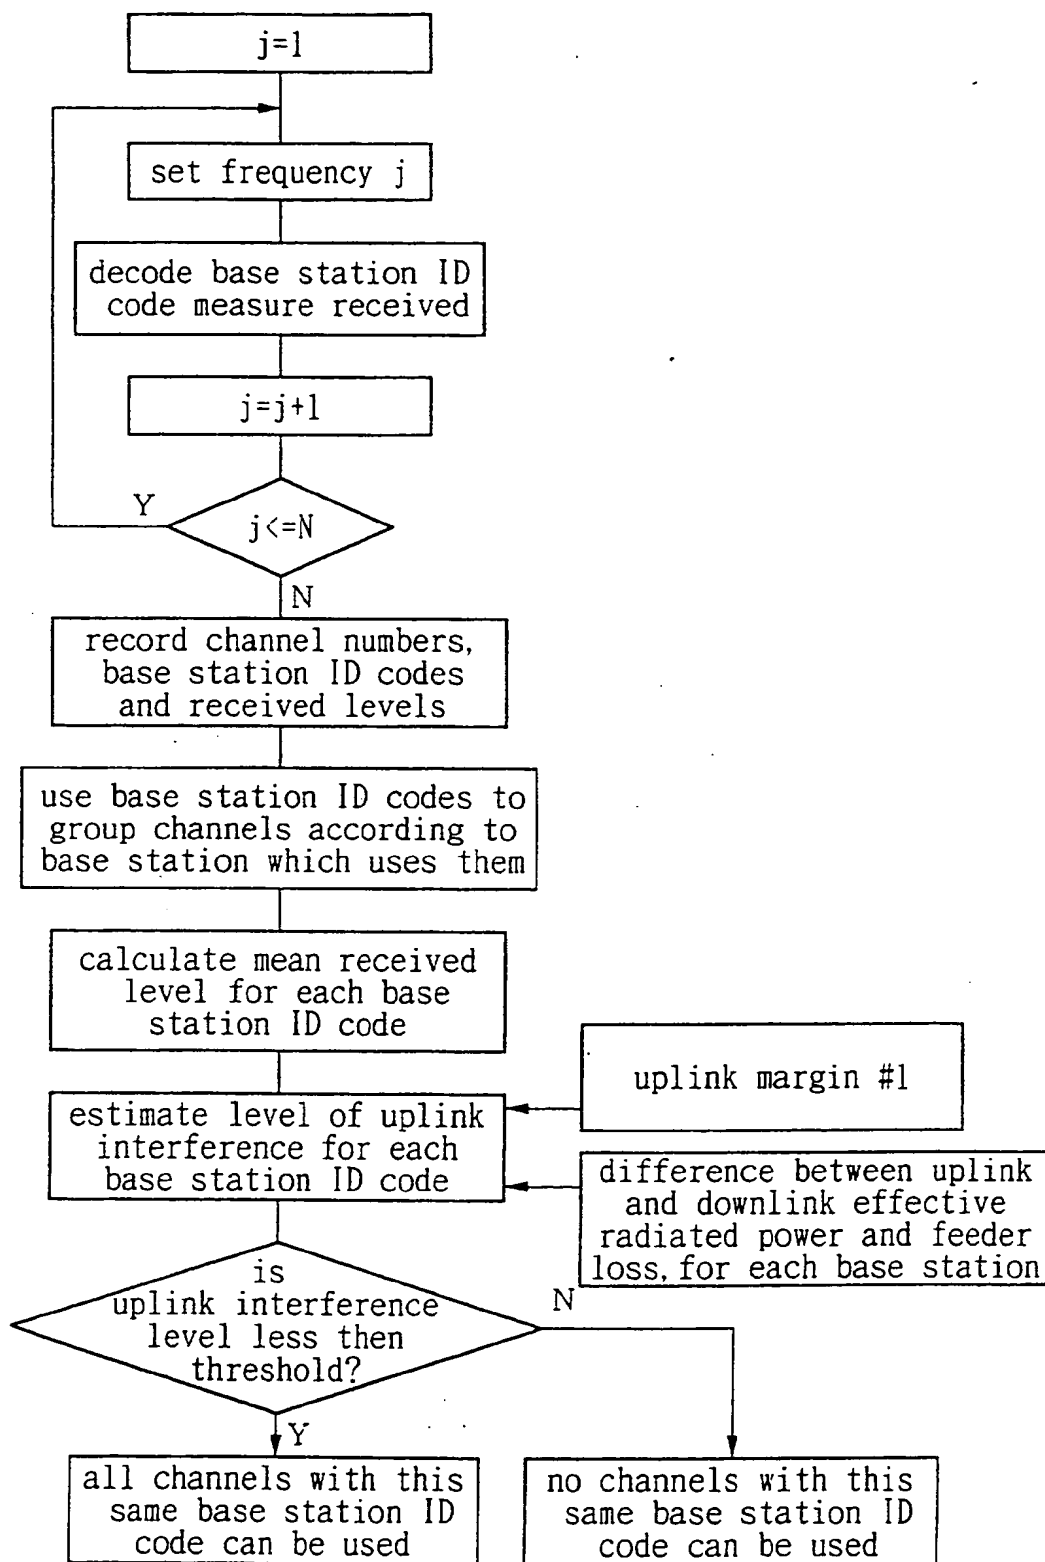 j=1
set frequency j
decode base station ID
code measure received
j=j+1
Y
j<=N
N
record channel numbers,
base station ID codes
and received levels
use base station ID codes to
group channels according to
base station which uses them
calculate mean received
level for each base
station ID code
uplink margin #1
estimate level of uplink
interference for each
base station ID code
difference between uplink
and downlink effective
radiated power and feeder
loss, for each base station
is
uplink interference
level less then
threshold?
N
Y
all channels with this
same base station ID
code can be used
no channels with this
same base station ID
code can be used